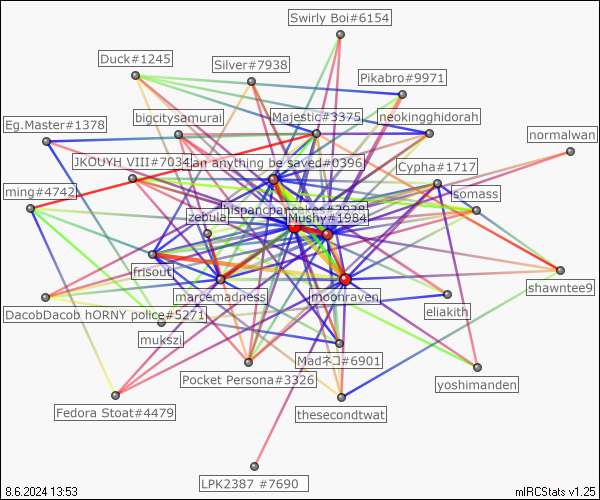 Swirly Boi#6154
Duck#1245
Silver#7938
Pikabro#9971
Eg.Master#1378
bigcitysamurai
Majestic#3375
neokingghidorah
normalwan
JKOUYH VIII#7034
an anything be saved#0396
Cypha#1717
ming#4742
somass
zebula
Mushy#1984
frisout
marcemadness
moonraven
shawntee9
DacobDacob hORNY police#5271
eliakith
mukszi
Madネコ#6901
Pocket Persona#3326
yoshimanden
Fedora Stoat#4479
thesecondtwat
LPK2387 #7690
8.6.2024 13:53
mIRCStats v1.25